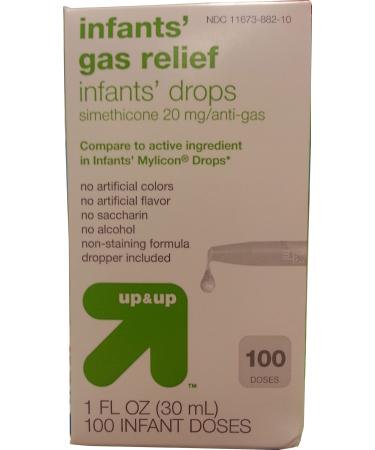 infants'
NDC 11673-882-10
gas relief
infants' drops
simethicone 20 mg/anti-gas
Compare to active ingredient
in Infants' Mylicon® Drops*
no artificial colors
no artificial flavor
no saccharin
no alcohol
non-staining formula
dropper included
up&up
™
100
DOSES
1 FL OZ (30 mL)
100 INFANT DOSES